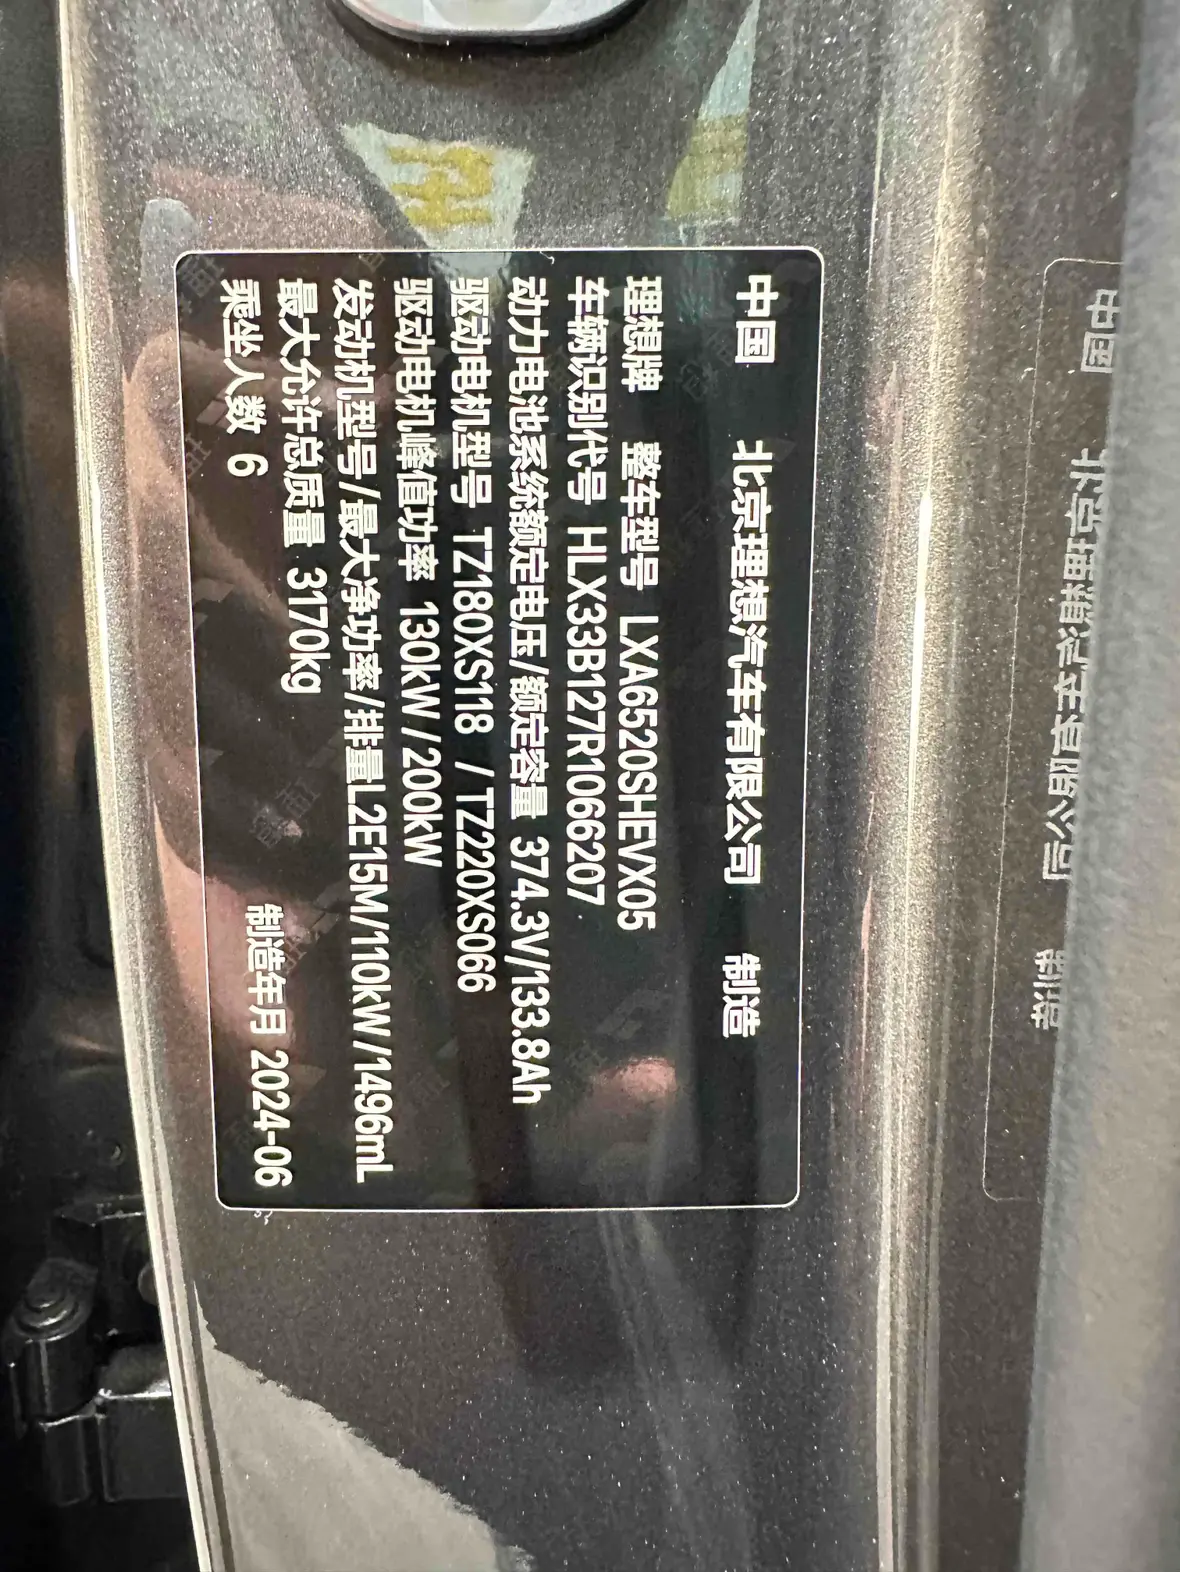 中国 北京理想汽车有限公司 制造
理想牌 整车型号 LXA6520SHEVX05
车辆识别代号 HLX33B127R1066207
动力电池系统额定电压/额定容量 374.3V/133.8Ah
驱动电机型号 TZ180XS118 /TZ220XS066
驱动电机峰值功率 130kW/200kW
发动机型号/最大净功率/排量L2E15M/110kW/1496mL
最大允许总质量 3170kg
乘坐人数 6
制造年月 2024-06